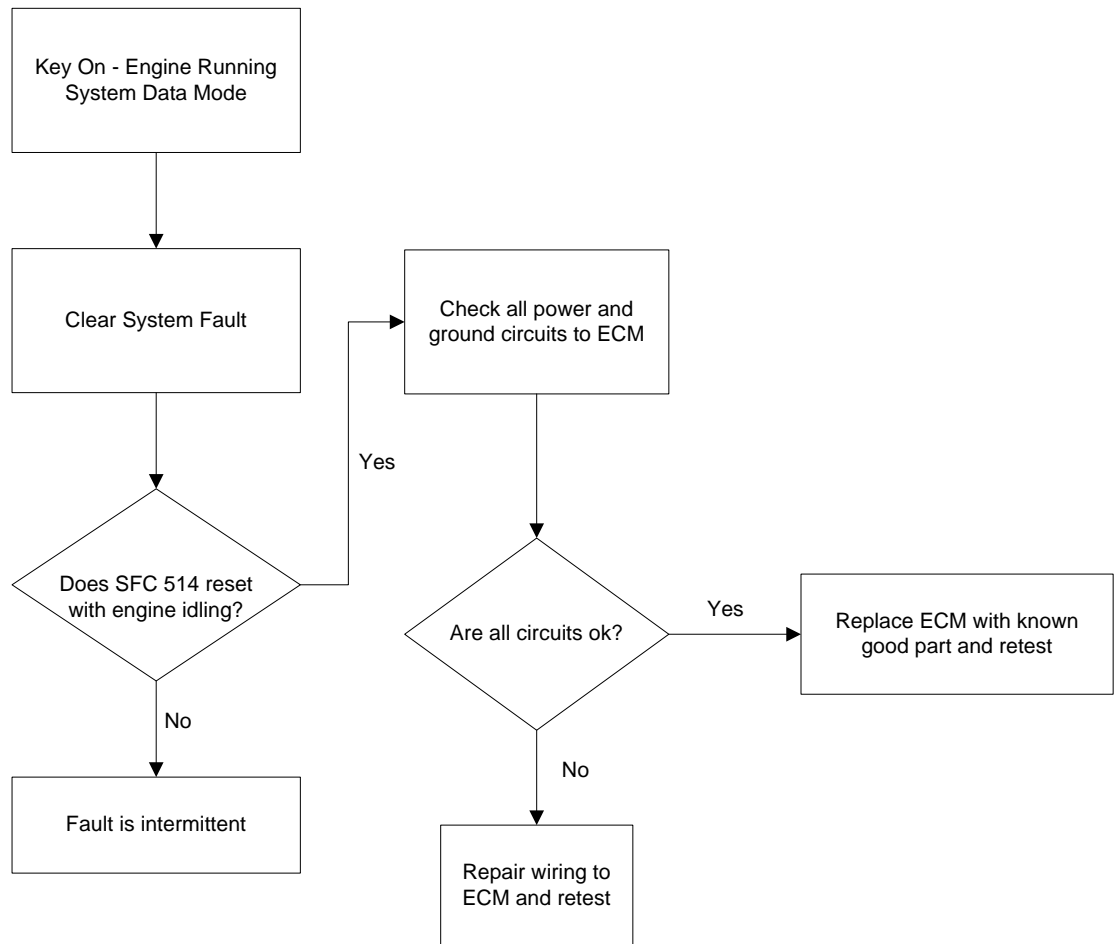 Key On - Engine Running
System Data Mode
Clear System Fault
Check all power and
ground circuits to ECM
Yes
Does SFC 514 reset
with engine idling?
Are all circuits ok?
Yes
Replace ECM with known
good part and retest
No
Fault is intermittent
No
Repair wiring to
ECM and retest